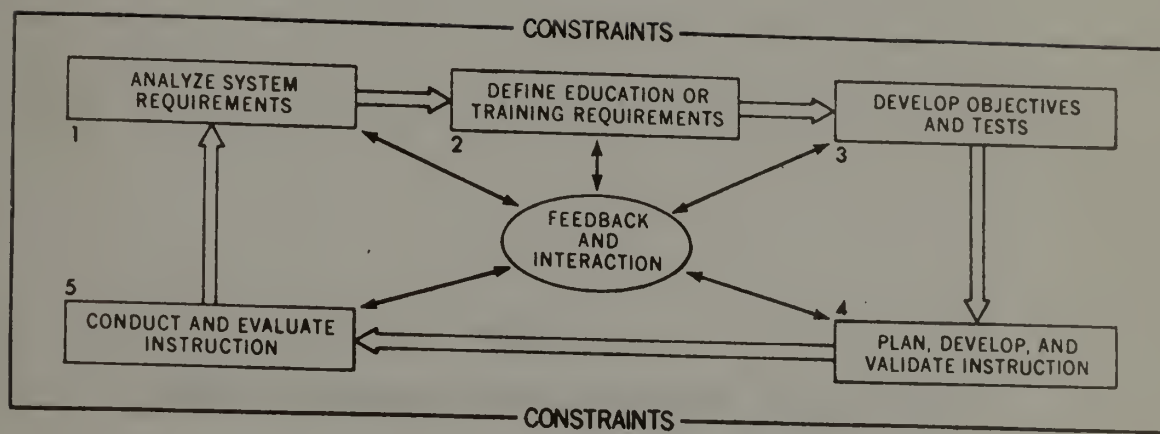 CONSTRAINTS
ANALYZE SYSTEM
REQUIREMENTS
1
DEFINE EDUCATION OR
TRAINING REQUIREMENTS
2
DEVELOP OBJECTIVES
AND TESTS
3
FEEDBACK
AND
INTERACTION
4
PLAN, DEVELOP, AND
VALIDATE INSTRUCTION
5
CONDUCT AND EVALUATE
INSTRUCTION
CONSTRAINTS